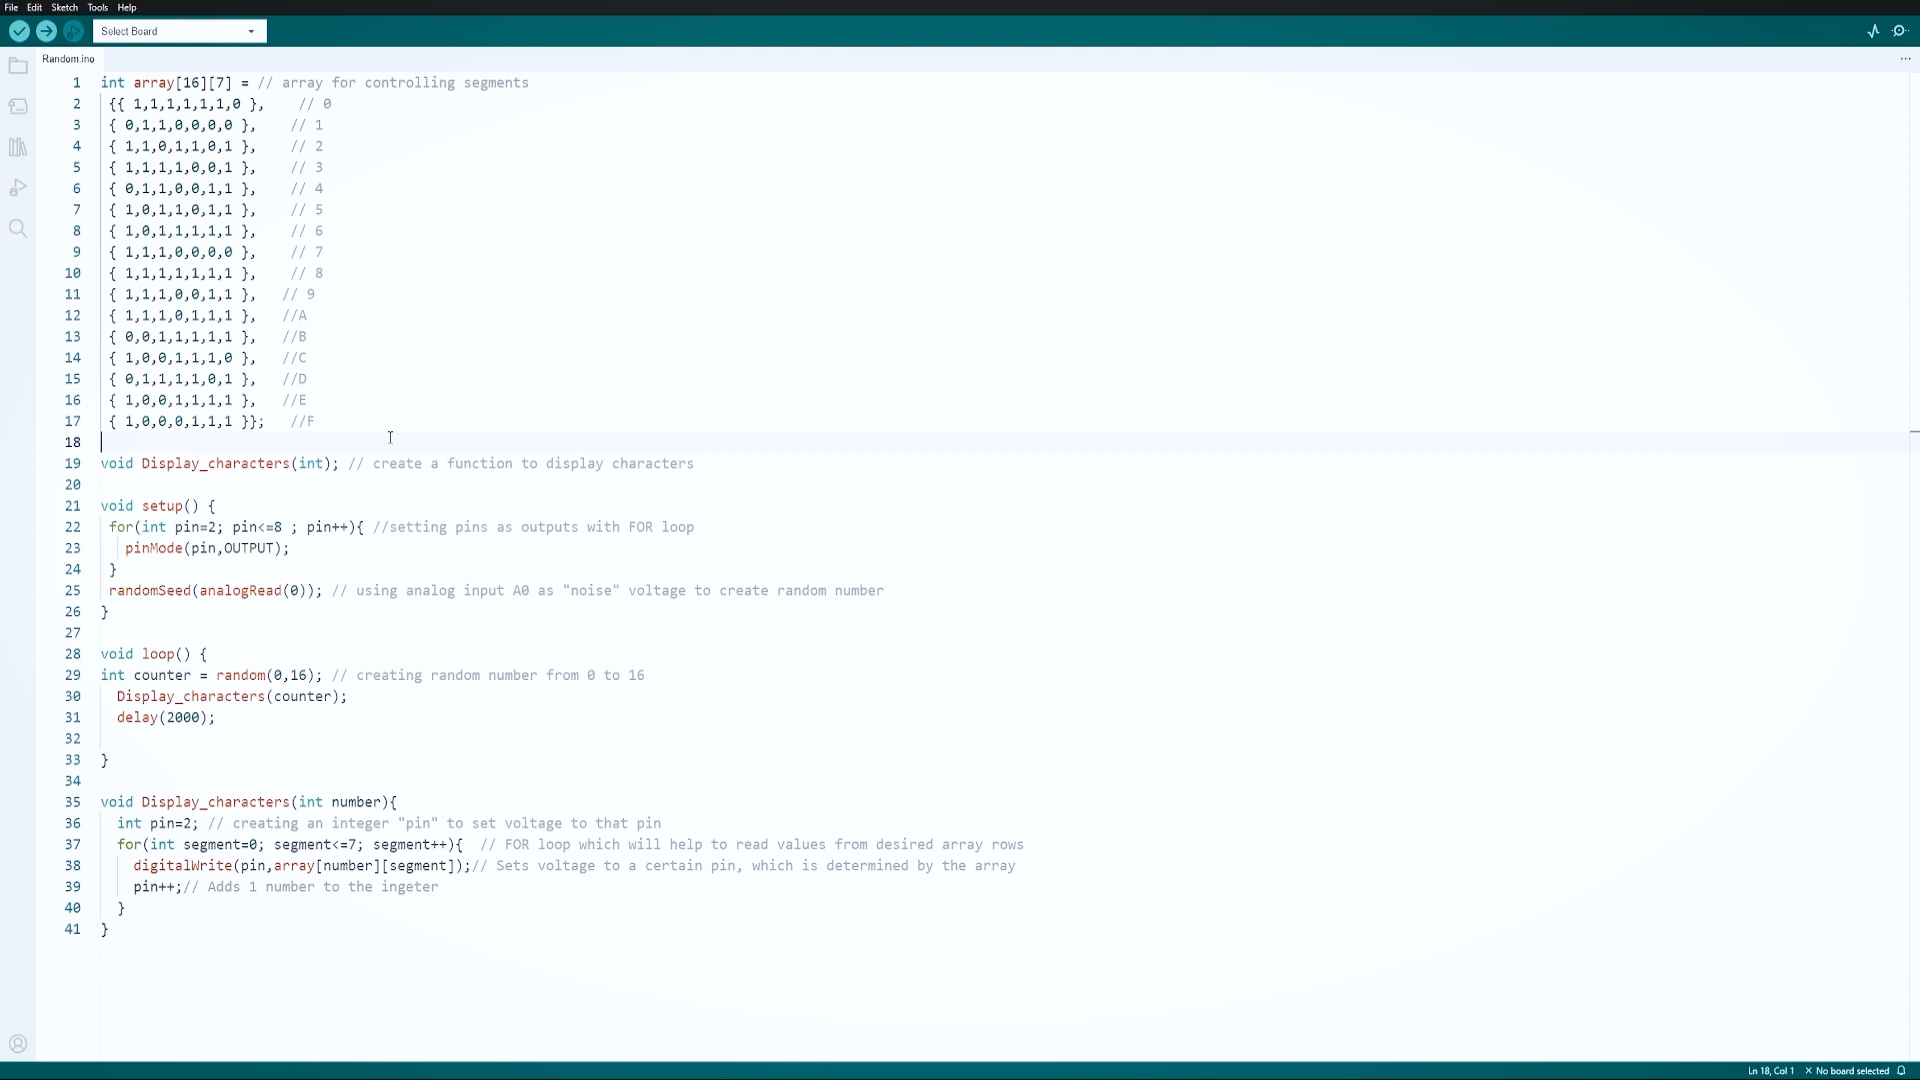 File Edit Sketch Tools Help
Select Board
Random.ino
1 int array[16][7] = // array for controlling segments
2 {{ 1,1,1,1,1,1,0 }, // 0
3 { 0,1,1,0,0,0,0 }, // 1
4 { 1,1,0,1,1,0,1 }, // 2
5 { 1,1,1,1,0,0,1 }, // 3
6 { 0,1,1,0,0,1,1 }, // 4
7 { 1,0,1,1,0,1,1 }, // 5
8 { 1,0,1,1,1,1,1 }, // 6
9 { 1,1,1,0,0,0,0 }, // 7
10 { 1,1,1,1,1,1,1 }, // 8
11 { 1,1,1,0,0,1,1 }, // 9
12 { 1,1,1,0,1,1,1 }, //A
13 { 0,0,1,1,1,1,1 }, //B
14 { 1,0,0,1,1,1,0 }, //C
15 { 0,1,1,1,1,0,1 }, //D
16 { 1,0,0,1,1,1,1 }, //E
17 { 1,0,0,0,1,1,1 }}; //F
18
19 void Display_characters(int); // create a function to display characters
20
21 void setup() {
22 for(int pin=2; pin<=8 ; pin++){ //setting pins as outputs with FOR loop
23 pinMode(pin,OUTPUT);
24 }
25 randomSeed(analogRead(0)); // using analog input A0 as "noise" voltage to create random number
26 }
27
28 void loop() {
29 int counter = random(0,16); // creating random number from 0 to 16
30 Display_characters(counter);
31 delay(2000);
32
33 }
34
35 void Display_characters(int number){
36 int pin=2; // creating an integer "pin" to set voltage to that pin
37 for(int segment=0; segment<=7; segment++){ // FOR loop which will help to read values from desired array rows
38 digitalWrite(pin,array[number][segment]);// Sets voltage to a certain pin, which is determined by the array
39 pin++;// Adds 1 number to the ingeter
40 }
41 }
Ln 18, Col 1 × No board selected